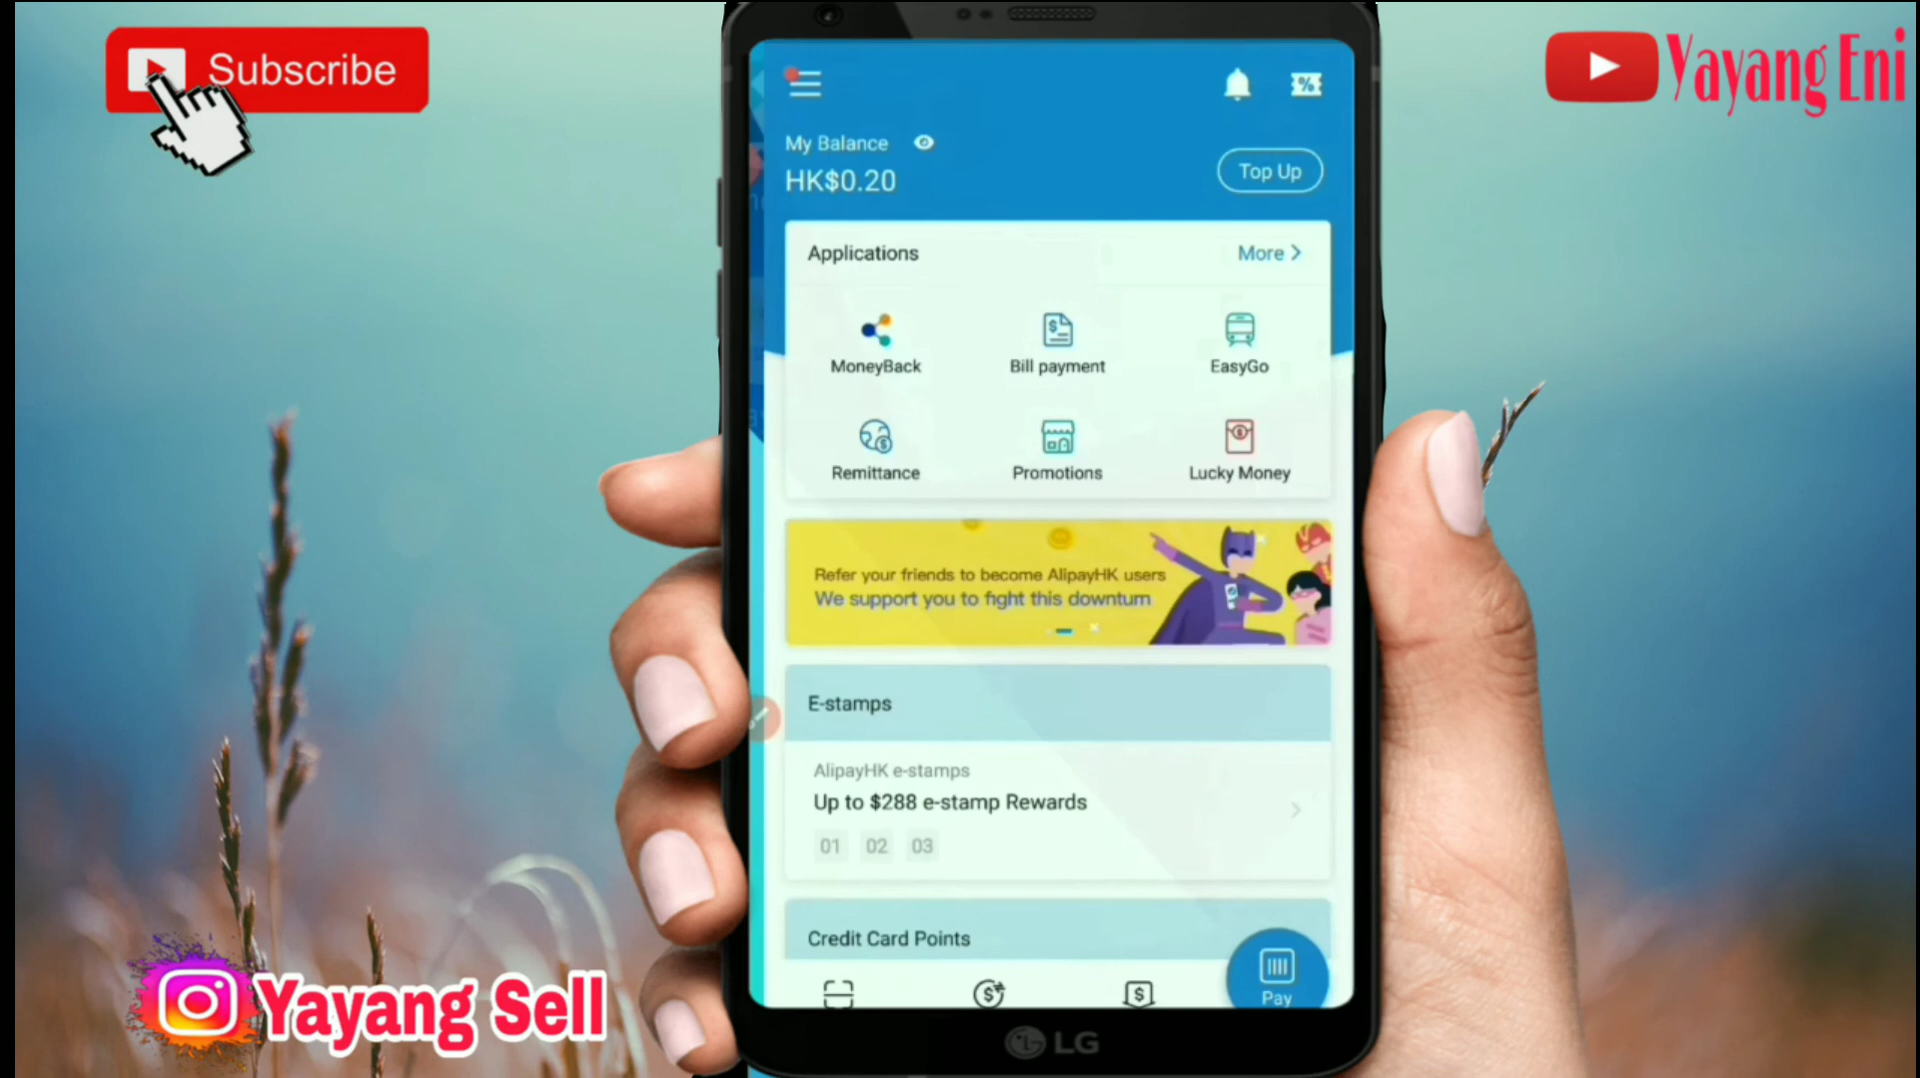 Subscribe
Yayang Eni
My Balance
HK$0.20
Top Up
Applications
More >
MoneyBack
Bill payment
EasyGo
Remittance
Promotions
Lucky Money
Refer your friends to become AlipayHK users
We support you to fight this downturn
E-stamps
AlipayHK e-stamps
Up to $288 e-stamp Rewards
01 02 03
Credit Card Points
Pay
LG
Yayang Sell